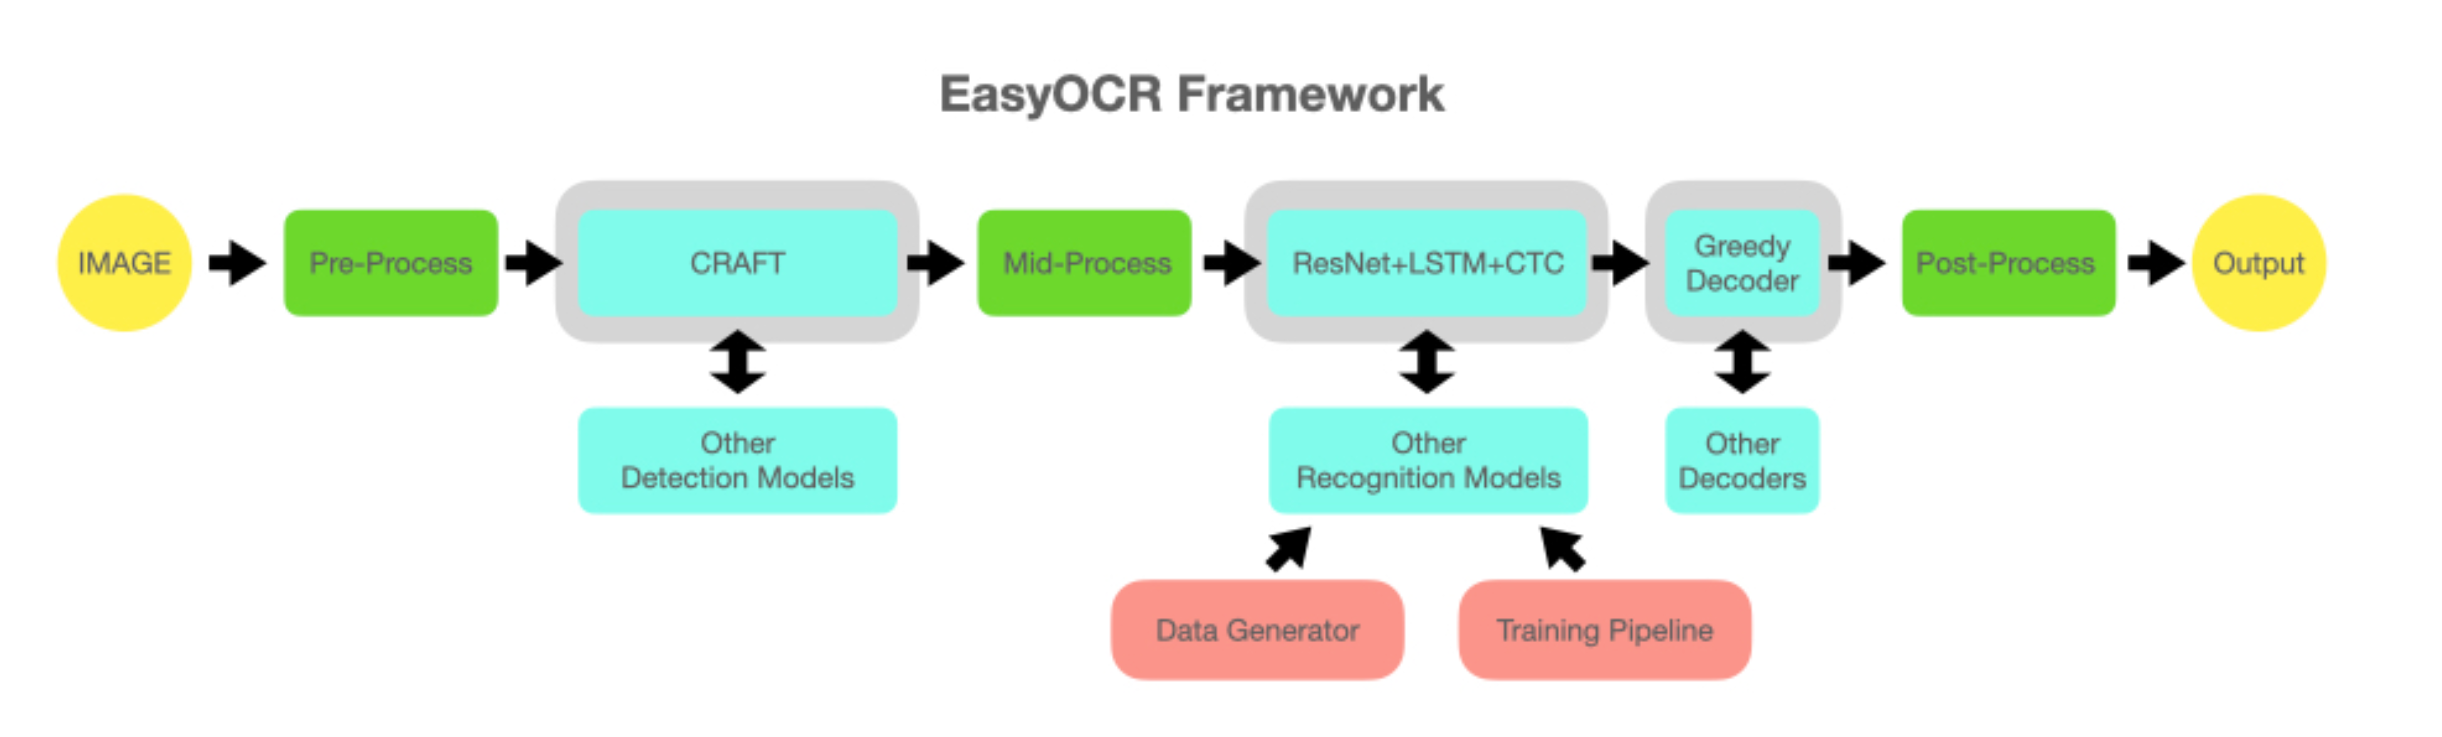 EasyOCR Framework
IMAGE
Pre-Process
CRAFT
Mid-Process
ResNet+LSTM+CTC
Greedy
Decoder
Post-Process
Output
Other
Detection Models
Other
Recognition Models
Other
Decoders
Data Generator
Training Pipeline